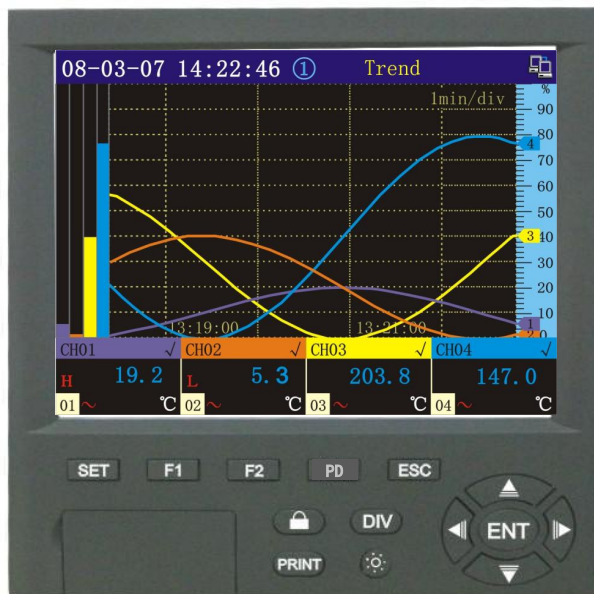 08-03-07 14:22:46 ① Trend
1min/div
%
90
80
4
70
60
50
3 40
30
20
10
1
2 0
13:19:00 13:21:00
CH01 √ CH02 √ CH03 √ CH04 √
H 19.2 L 5.3 203.8 147.0
01 ~ ℃ 02 ~ ℃ 03 ~ ℃ 04 ~ ℃
SET F1 F2 PD ESC
DIV
ENT
PRINT